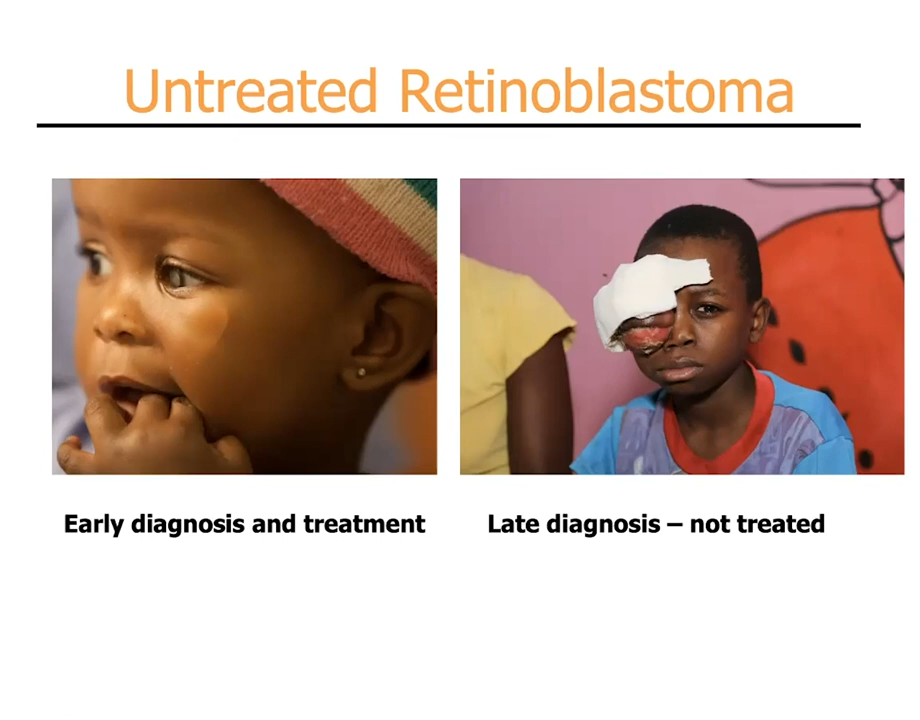 Untreated Retinoblastoma
Early diagnosis and treatment
Late diagnosis – not treated